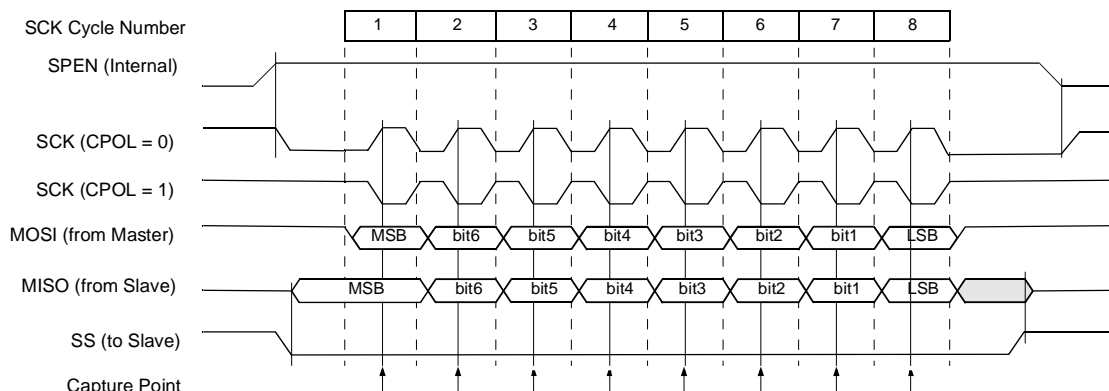 SCK Cycle Number 1 2 3 4 5 6 7 8
SPEN (Internal)
SCK (CPOL = 0)
SCK (CPOL = 1)
MOSI (from Master) MSB bit6 bit5 bit4 bit3 bit2 bit1 LSB
MISO (from Slave) MSB bit6 bit5 bit4 bit3 bit2 bit1 LSB
SS (to Slave)
Capture Point